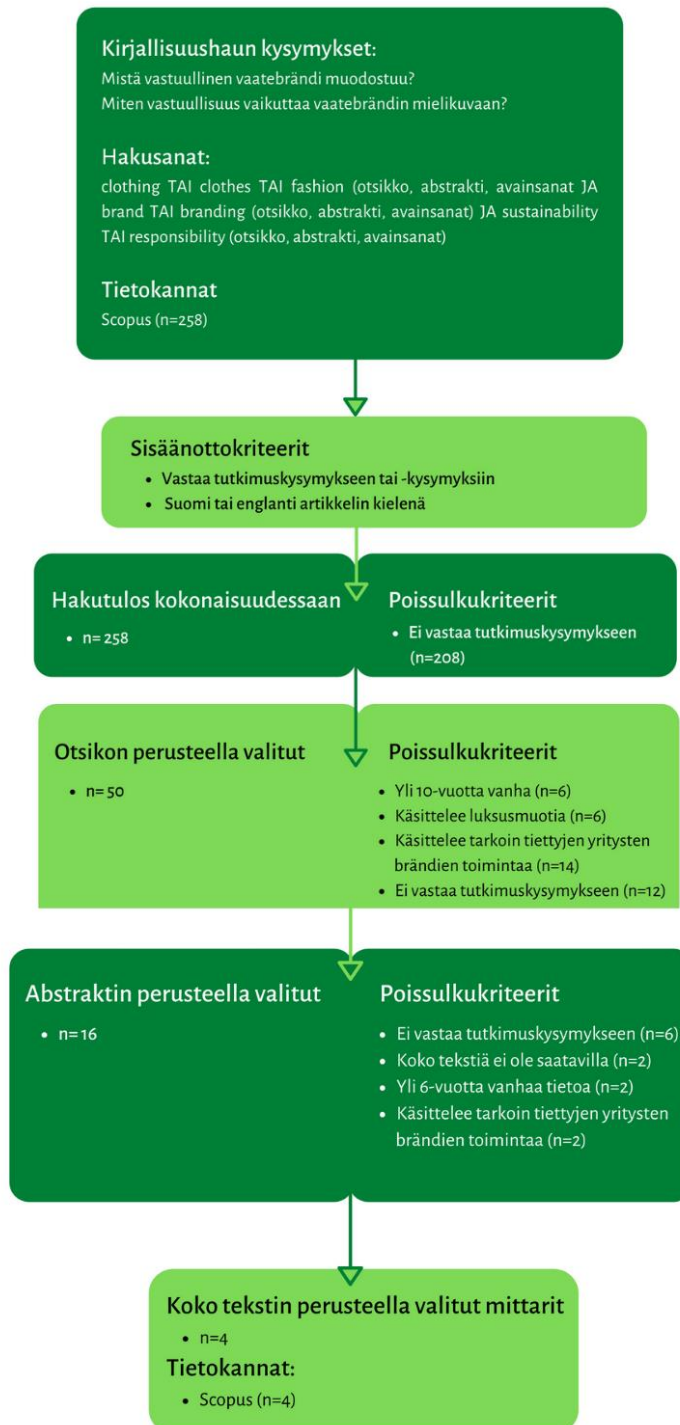 Kirjallisuushaun kysymykset:
Mistä vastuullinen vaatebrändi muodostuu?
Miten vastuullisuus vaikuttaa vaatebrändin mielikuvaan?
Hakusanat:
clothing TAI clothes TAI fashion (otsikko, abstrakti, avainsanat JA
brand TAI branding (otsikko, abstrakti, avainsanat) JA sustainability
TAI responsibility (otsikko, abstrakti, avainsanat)
Tietokannat
Scopus (n=258)
Sisäänottokriteerit
• Vastaa tutkimuskysymykseen tai -kysymyksiin
• Suomi tai englanti artikkelin kielenä
Hakutulos kokonaisuudessaan
• n= 258
Poissulkukriteerit
• Ei vastaa tutkimuskysymykseen
(n=208)
Otsikon perusteella valitut
• n= 50
Poissulkukriteerit
• Yli 10-vuotta vanha (n=6)
• Käsittelee luksusmuotia (n=6)
• Käsittelee tarkoin tiettyjen yritysten
brändien toimintaa (n=14)
• Ei vastaa tutkimuskysymykseen (n=12)
Abstraktin perusteella valitut
• n= 16
Poissulkukriteerit
• Ei vastaa tutkimuskysymykseen (n=6)
• Koko tekstiä ei ole saatavilla (n=2)
• Yli 6-vuotta vanhaa tietoa (n=2)
• Käsittelee tarkoin tiettyjen yritysten
brändien toimintaa (n=2)
Koko tekstin perusteella valitut mittarit
• n=4
Tietokannat:
• Scopus (n=4)